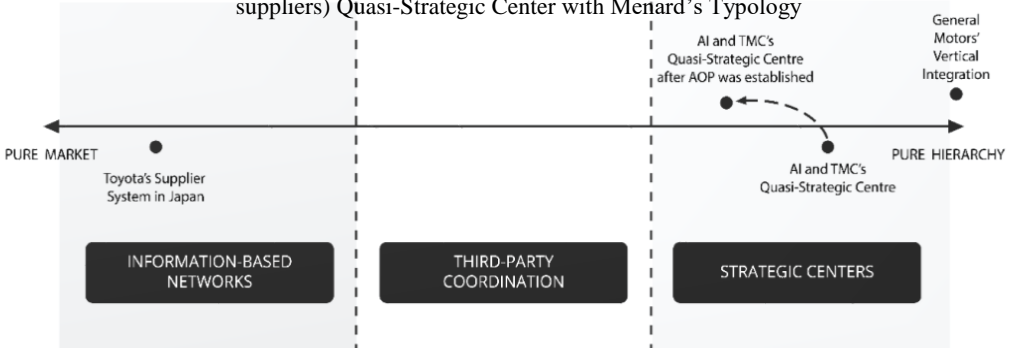 suppliers) Quasi-Strategic Center with Menard's Typology
General
Motors'
Vertical
Integration
AI and TMC's
Quasi-Strategic Centre
after AOP was established
PURE MARKET
PURE HIERARCHY
Toyota's Supplier
System in Japan
AI and TMC's
Quasi-Strategic Centre
INFORMATION-BASED
NETWORKS
THIRD-PARTY
COORDINATION
STRATEGIC CENTERS